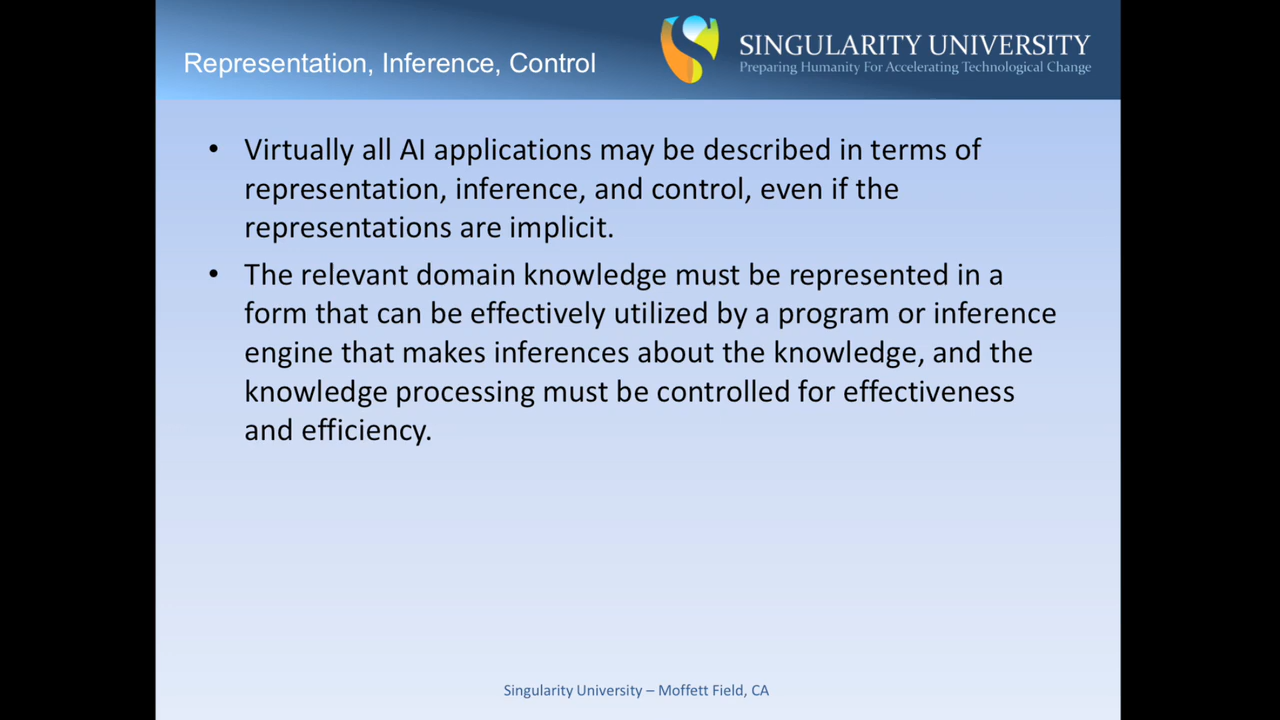 Representation, Inference, Control
SINGULARITY UNIVERSITY
Preparing Humanity For Accelerating Technological Change
• Virtually all AI applications may be described in terms of
representation, inference, and control, even if the
representations are implicit.
• The relevant domain knowledge must be represented in a
form that can be effectively utilized by a program or inference
engine that makes inferences about the knowledge, and the
knowledge processing must be controlled for effectiveness
and efficiency.
Singularity University – Moffett Field, CA